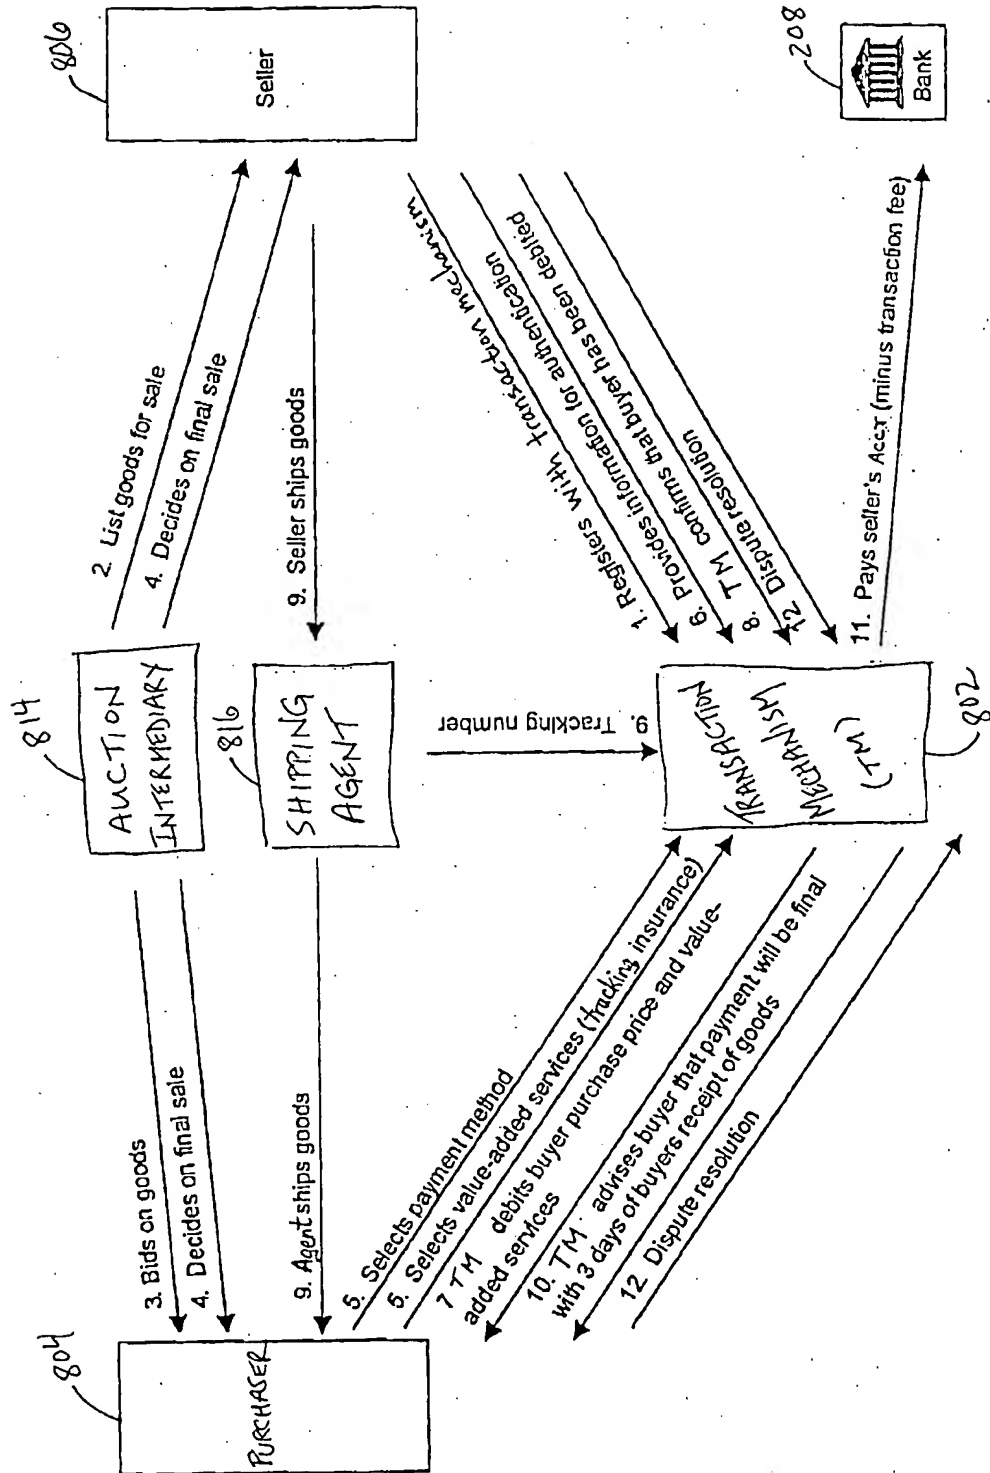 804
PURCHASER
3. Bids on goods
4. Decides on final sale
9. Agent ships goods
5. Selects payment method
5. Selects value-added services (tracking, insurance)
7 TM debits buyer purchase price and value-
added services
10. TM advises buyer that payment will be final
with 3 days of buyers receipt of goods
12. Dispute resolution
814
AUCTION
INTERMEDIARY
816
SHIPPING
AGENT
9. Tracking number
TRANSACTION
MECHANISM
(TM)
802
2. List goods for sale
4. Decides on final sale
9. Seller ships goods
1. Registers with transaction mechanism
6. Provides information for authentication
8. TM confirms that buyer has been debited
12. Dispute resolution
11. Pays seller's ACCT (minus transaction fee)
806
Seller
208
Bank